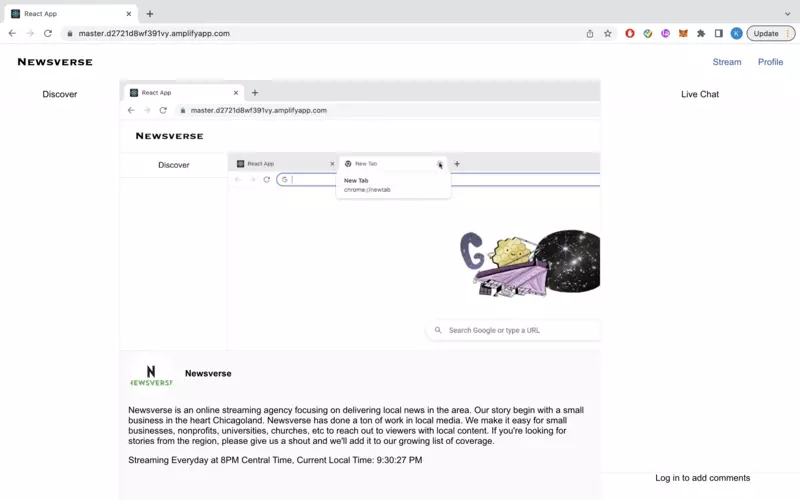 React App
master.d2721d8wf391vy.amplifyapp.com
K
Update
NEWSVERSE
Stream
Profile
Discover
Live Chat
React App
master.d2721d8wf391vy.amplifyapp.com
NEWSVERSE
Discover
React App
New Tab
G
New Tab
chrome://newtab
G
Search Google or type a URL
N
NEWSVERSE
Newsverse
Newsverse is an online streaming agency focusing on delivering local news in the area. Our story begin with a small
business in the heart Chicagoland. Newsverse has done a ton of work in local media. We make it easy for small
businesses, nonprofits, universities, churches, etc to reach out to viewers with local content. If you're looking for
stories from the region, please give us a shout and we'll add it to our growing list of coverage.
Streaming Everyday at 8PM Central Time, Current Local Time: 9:30:27 PM
Log in to add comments